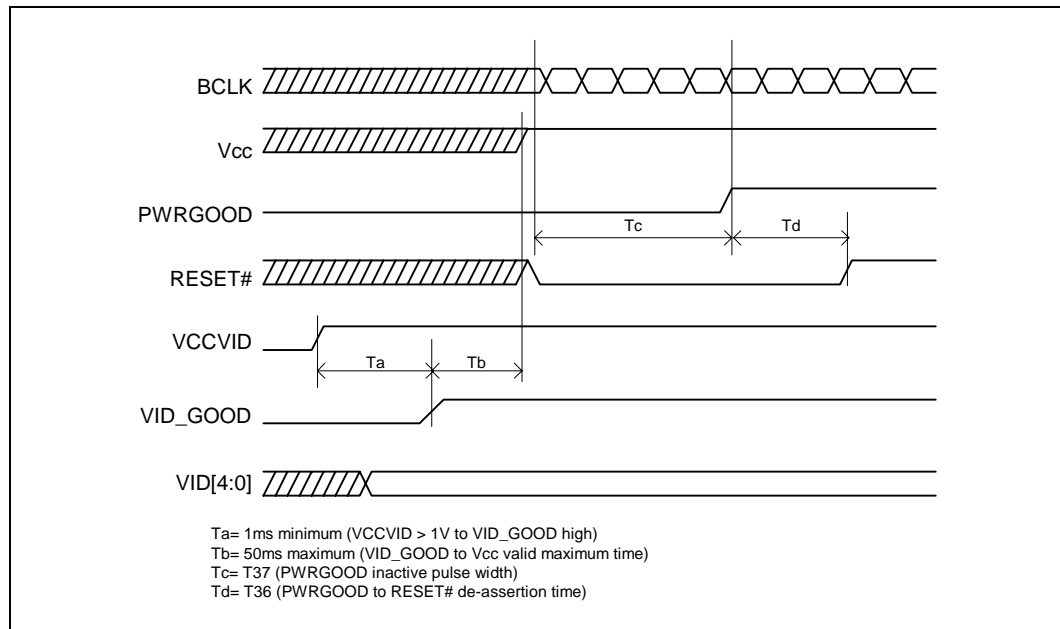 BCLK
Vcc
PWRGOOD
Tc
Td
RESET#
VCCVID
Ta
Tb
VID_GOOD
VID[4:0]
Ta= 1ms minimum (VCCVID > 1V to VID_GOOD high)
Tb= 50ms maximum (VID_GOOD to Vcc valid maximum time)
Tc= T37 (PWRGOOD inactive pulse width)
Td= T36 (PWRGOOD to RESET# de-assertion time)